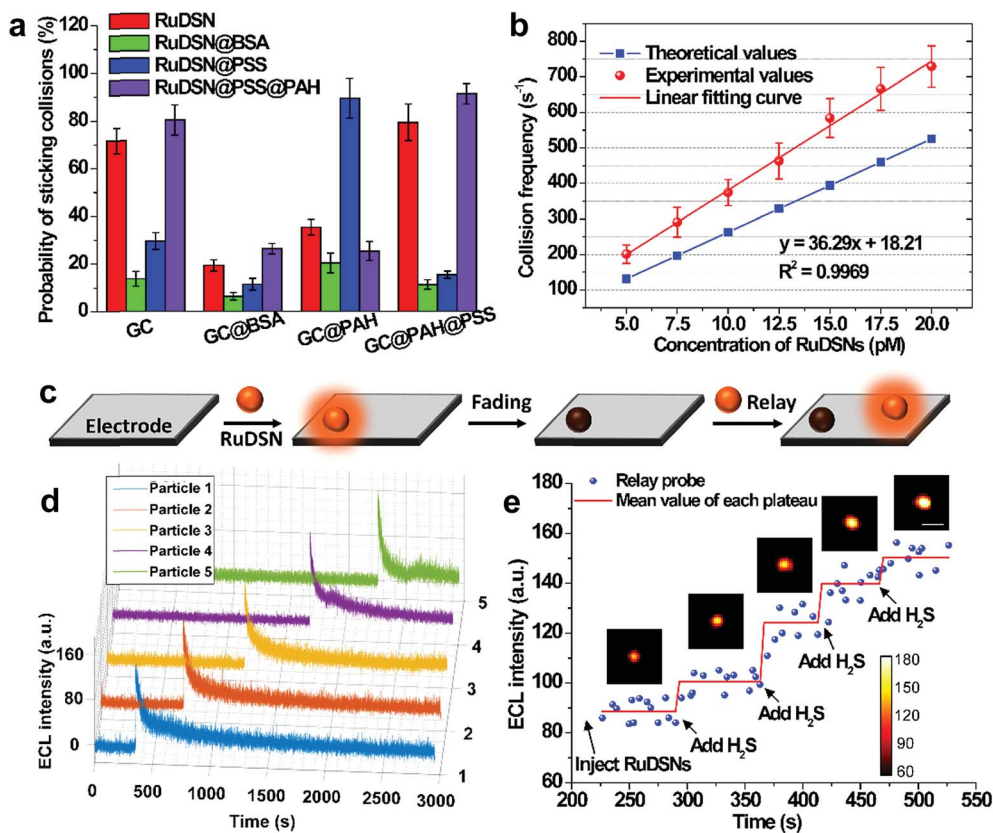 a
Probability of sticking collisions (%)
120
100
80
60
40
20
0
RuDSN
RuDSN@BSA
RuDSN@PSS
RuDSN@PSS@PAH
GC
GC@BSA
GC@PAH
GC@PAH@PSS
b
Collision frequency (s⁻¹)
800
700
600
500
400
300
200
100
Theoretical values
Experimental values
Linear fitting curve
y = 36.29x + 18.21
R² = 0.9969
5.0 7.5 10.0 12.5 15.0 17.5 20.0
Concentration of RuDSNs (pM)
c
Electrode
RuDSN
Fading
Relay
d
Particle 1
Particle 2
Particle 3
Particle 4
Particle 5
ECL intensity (a.u.)
160
80
0
5
4
3
2
1
0 500 1000 1500 2000 2500 3000
Time (s)
e
ECL intensity (a.u.)
180
160
140
120
100
80
60
Relay probe
Mean value of each plateau
Inject RuDSNs
Add H₂S
Add H₂S
Add H₂S
Add H₂S
180
150
120
90
60
200 250 300 350 400 450 500 550
Time (s)